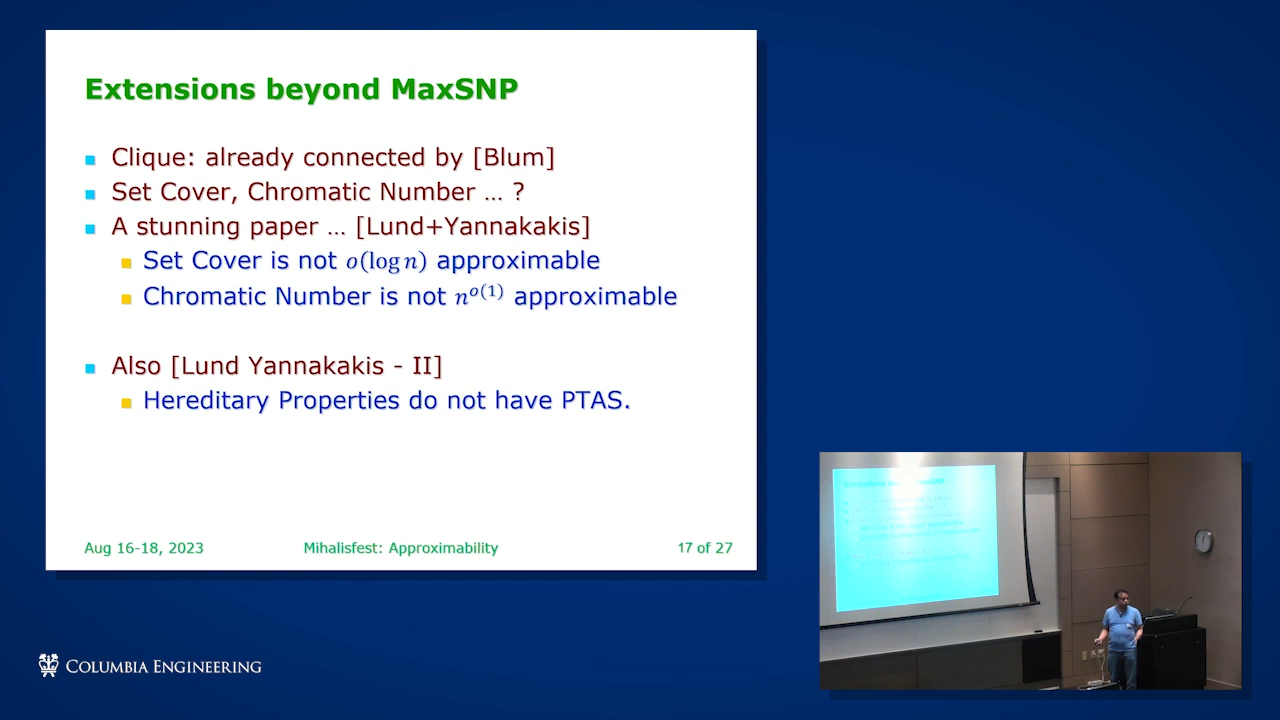 Extensions beyond MaxSNP
Clique: already connected by [Blum]
Set Cover, Chromatic Number … ?
A stunning paper … [Lund+Yannakakis]
Set Cover is not o(log n) approximable
Chromatic Number is not n^{o(1)} approximable
Also [Lund Yannakakis - II]
Hereditary Properties do not have PTAS.
Aug 16-18, 2023
Mihalisfest: Approximability
17 of 27
COLUMBIA ENGINEERING